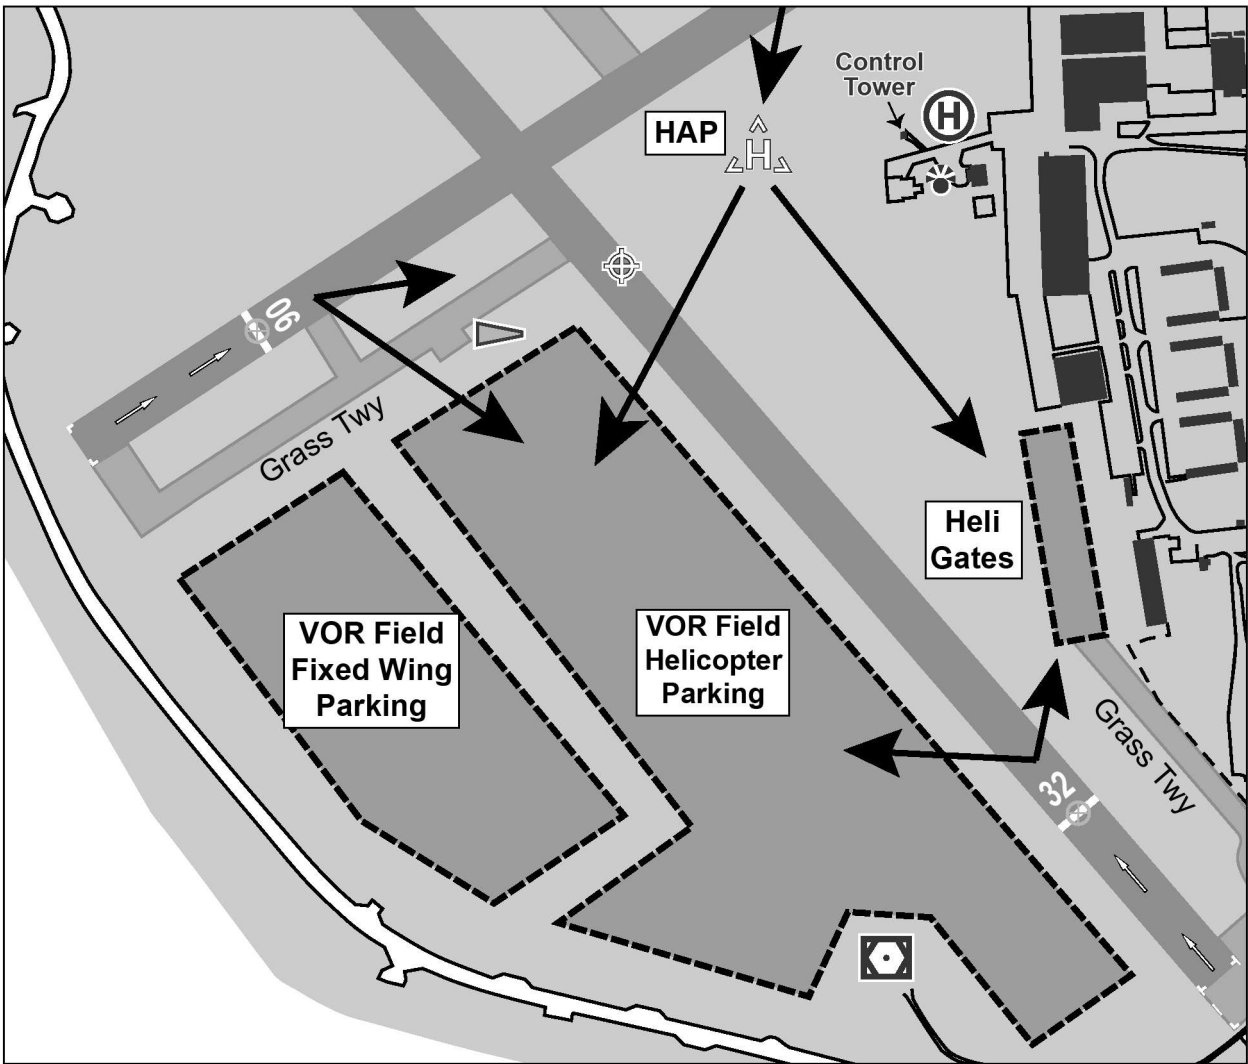 Control
Tower
H
HAP
H
06
Grass Twy
Heli
Gates
VOR Field
Fixed Wing
Parking
VOR Field
Helicopter
Parking
Grass Twy
32